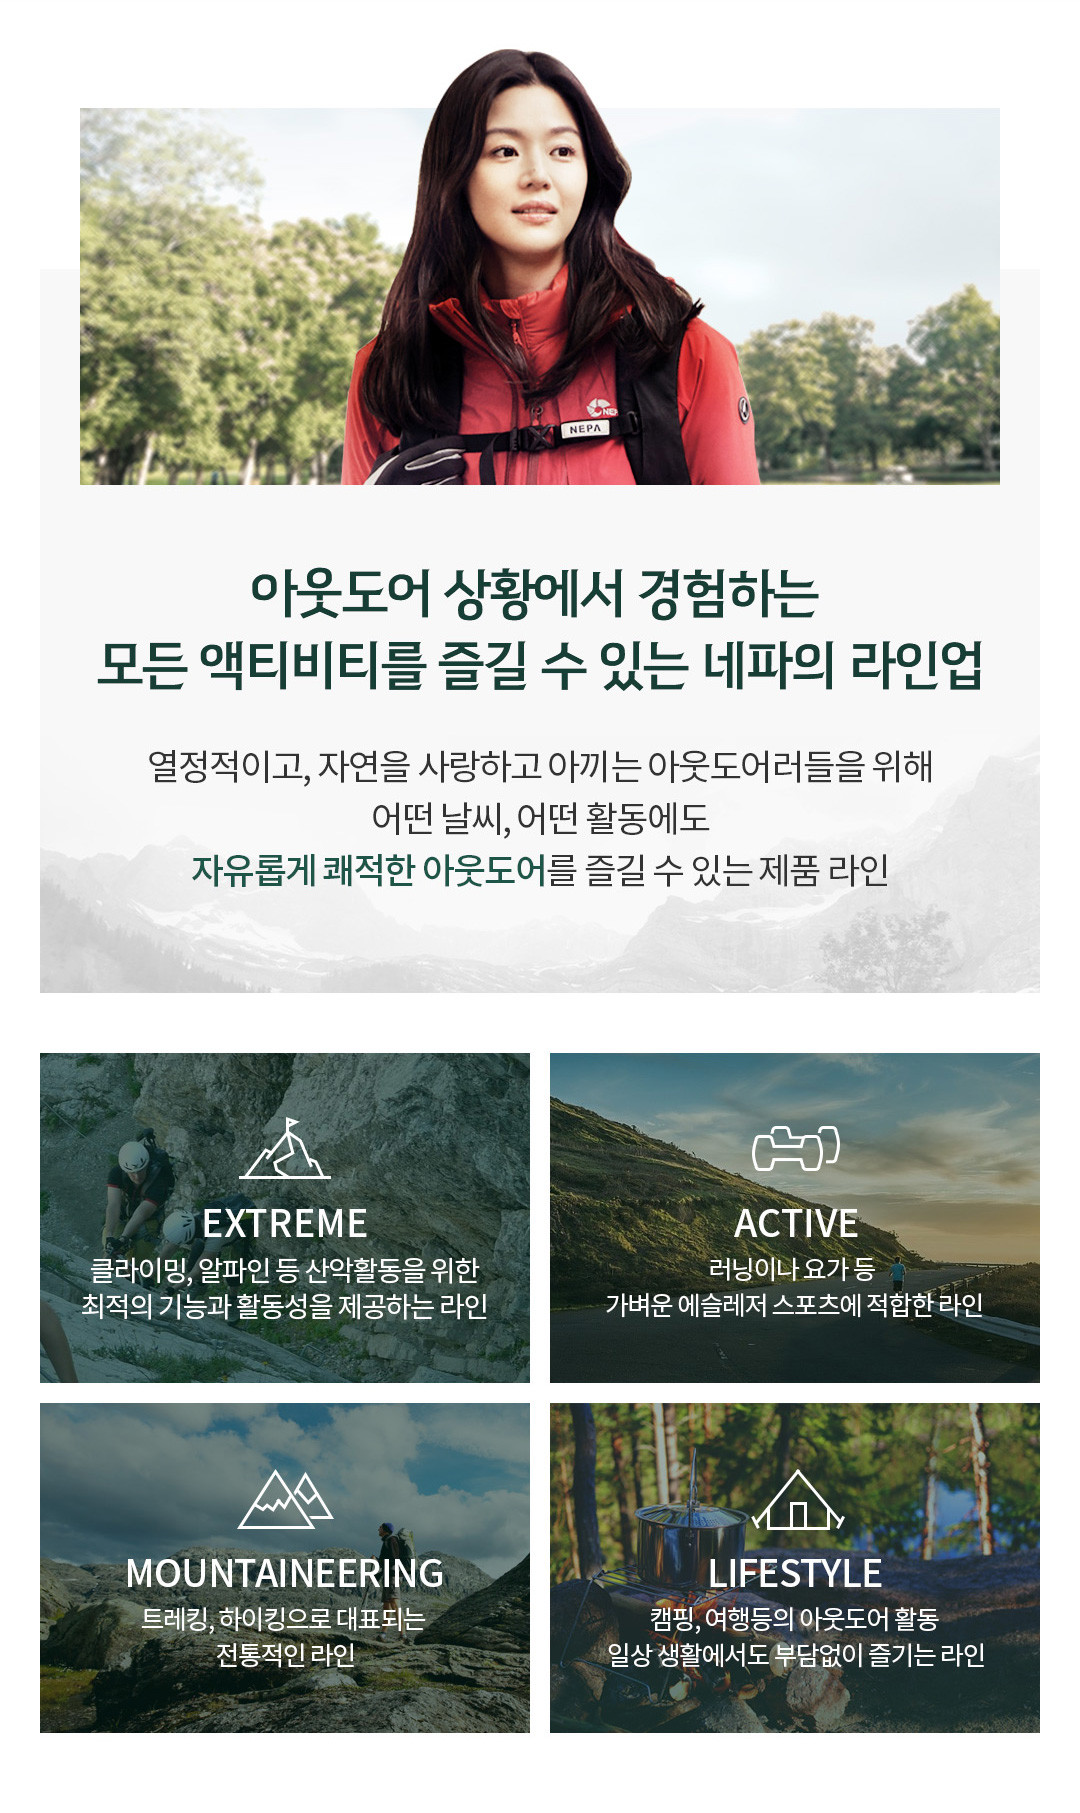 NEPA
아웃도어 상황에서 경험하는
모든 액티비티를 즐길 수 있는 네파의 라인업
열정적이고, 자연을 사랑하고 아끼는 아웃도어러들을 위해
어떤 날씨, 어떤 활동에도
자유롭게 쾌적한 아웃도어를 즐길 수 있는 제품 라인
EXTREME
클라이밍, 알파인 등 산악활동을 위한
최적의 기능과 활동성을 제공하는 라인
ACTIVE
러닝이나 요가 등
가벼운 에슬레저 스포츠에 적합한 라인
MOUNTAINEERING
트레킹, 하이킹으로 대표되는
전통적인 라인
LIFESTYLE
캠핑, 여행등의 아웃도어 활동
일상 생활에서도 부담없이 즐기는 라인